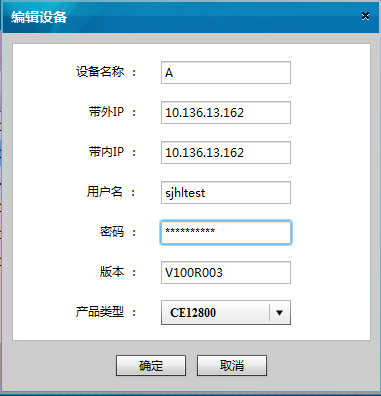 编辑设备
设备名称 : A
带外IP : 10.136.13.162
带内IP : 10.136.13.162
用户名 : sjhltest
密码 : **********
版本 : V100R003
产品类型 : CE12800
确定 取消